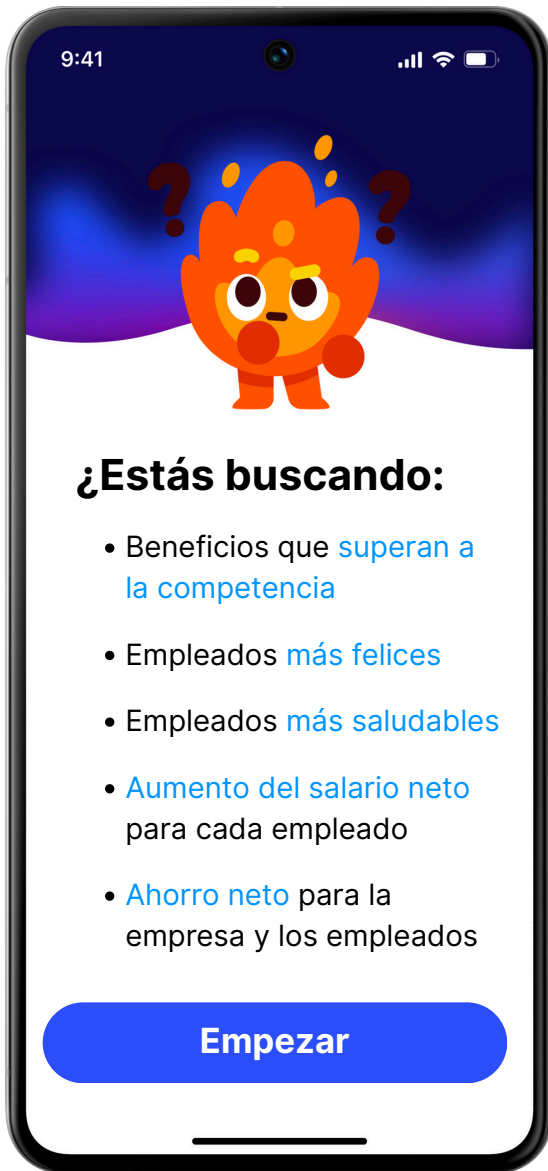 9:41
? ?
¿Estás buscando:
• Beneficios que superan a
la competencia
• Empleados más felices
• Empleados más saludables
• Aumento del salario neto
para cada empleado
• Ahorro neto para la
empresa y los empleados
Empezar